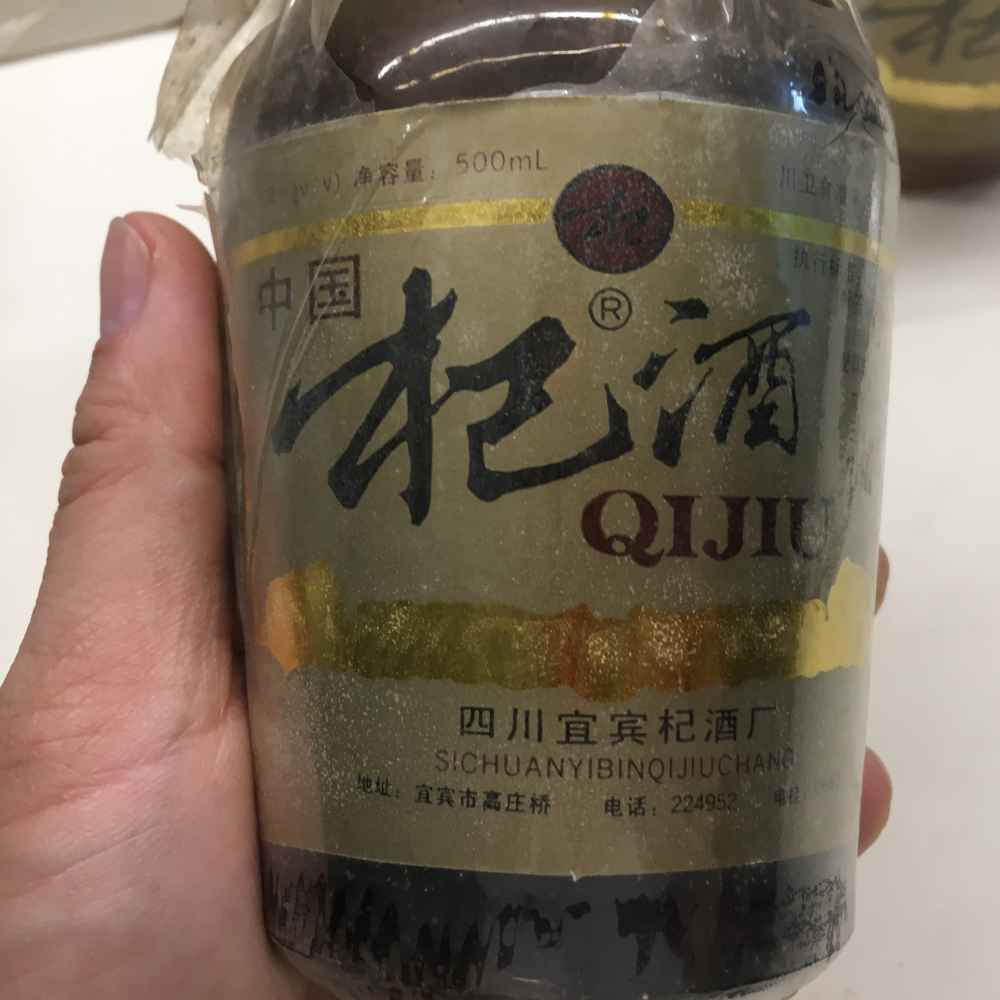 净容量：500mL
中国
杞酒
®
QIJIU
四川宜宾杞酒厂
SICHUANYIBINQIJIUCHANG
地址：宜宾市高庄桥 电话：224952